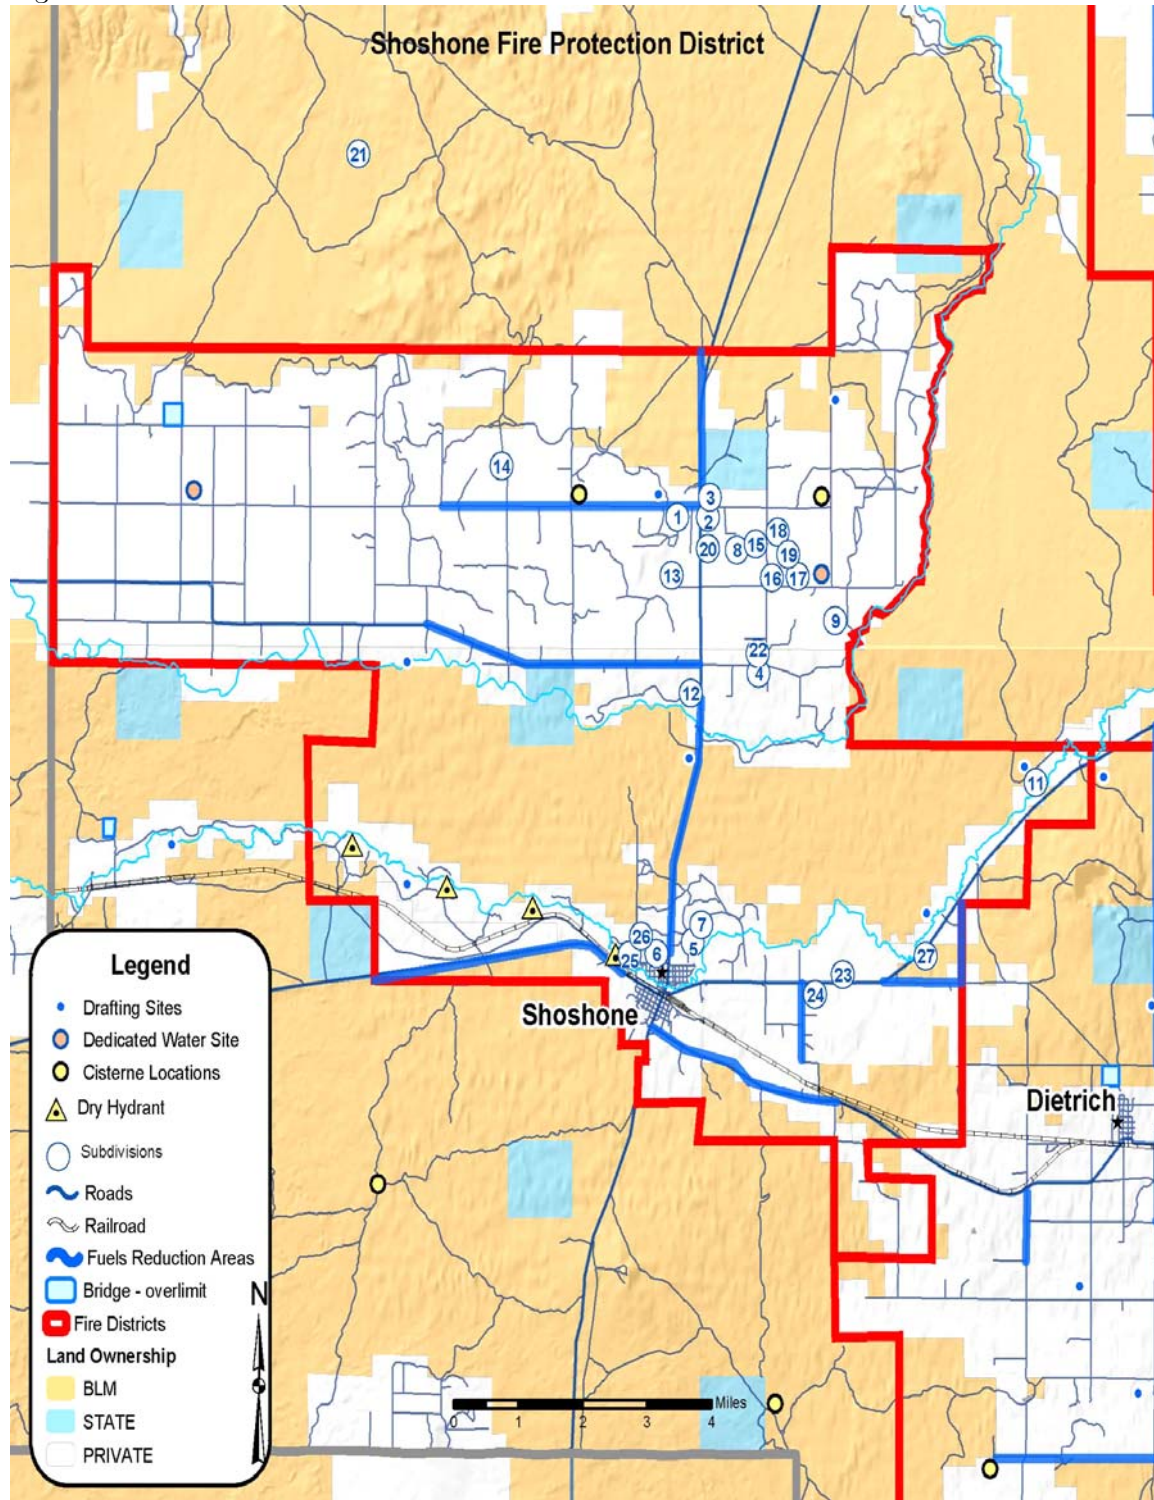 Shoshone Fire Protection District
21
14
3
1
2
18
20
8
15
19
13
16
17
9
22
4
12
11
7
26
5
6
25
27
23
24
Shoshone
Dietrich
Legend
Drafting Sites
Dedicated Water Site
Cisterne Locations
Dry Hydrant
Subdivisions
Roads
Railroad
Fuels Reduction Areas
Bridge - overlimit
Fire Districts
Land Ownership
BLM
STATE
PRIVATE
N
Miles
0 1 2 3 4